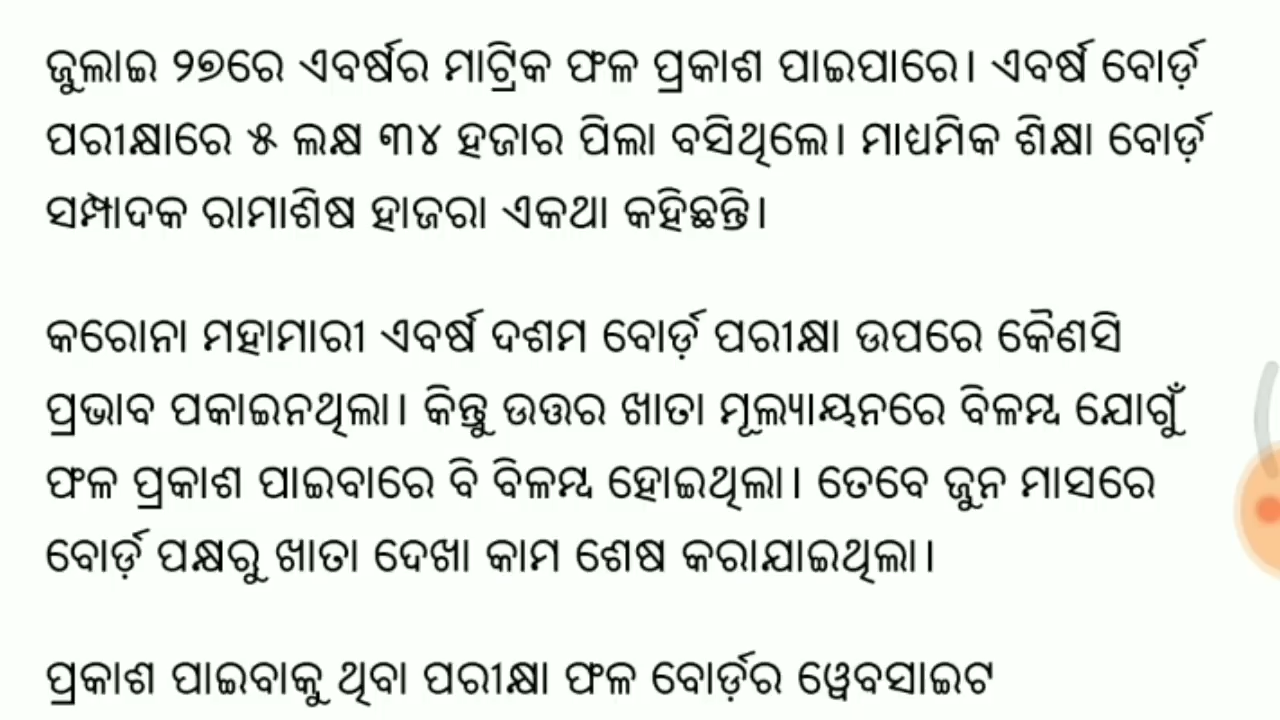 ଜୁଲାଇ ୨୭ରେ ଏବର୍ଷର ମାଟ୍ରିକ ଫଳ ପ୍ରକାଶ ପାଇପାରେ। ଏବର୍ଷ ବୋର୍ଡ଼
ପରୀକ୍ଷାରେ ୫ ଲକ୍ଷ ୩୪ ହଜାର ପିଲା ବସିଥିଲେ। ମାଧ୍ୟମିକ ଶିକ୍ଷା ବୋର୍ଡ଼
ସମ୍ପାଦକ ରାମାଶିଷ ହାଜରା ଏକଥା କହିଛନ୍ତି।
କରୋନା ମହାମାରୀ ଏବର୍ଷ ଦଶମ ବୋର୍ଡ଼ ପରୀକ୍ଷା ଉପରେ କୈଣସି
ପ୍ରଭାବ ପକାଇନଥିଲା। କିନ୍ତୁ ଉତ୍ତର ଖାତା ମୂଲ୍ୟାୟନରେ ବିଳମ୍ବ ଯୋଗୁଁ
ଫଳ ପ୍ରକାଶ ପାଇବାରେ ବି ବିଳମ୍ବ ହୋଇଥିଲା। ତେବେ ଜୁନ ମାସରେ
ବୋର୍ଡ଼ ପକ୍ଷରୁ ଖାତା ଦେଖା କାମ ଶେଷ କରାଯାଇଥିଲା।
ପ୍ରକାଶ ପାଇବାକୁ ଥିବା ପରୀକ୍ଷା ଫଳ ବୋର୍ଡ଼ର ୱେବସାଇଟ